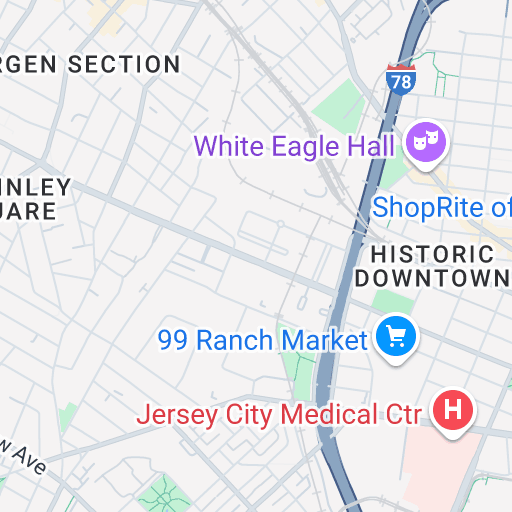 RGEN SECTION
78
White Eagle Hall
INLEY
UARE
ShopRite of
HISTORIC
DOWNTOWN
99 Ranch Market
Jersey City Medical Ctr
H
w Ave